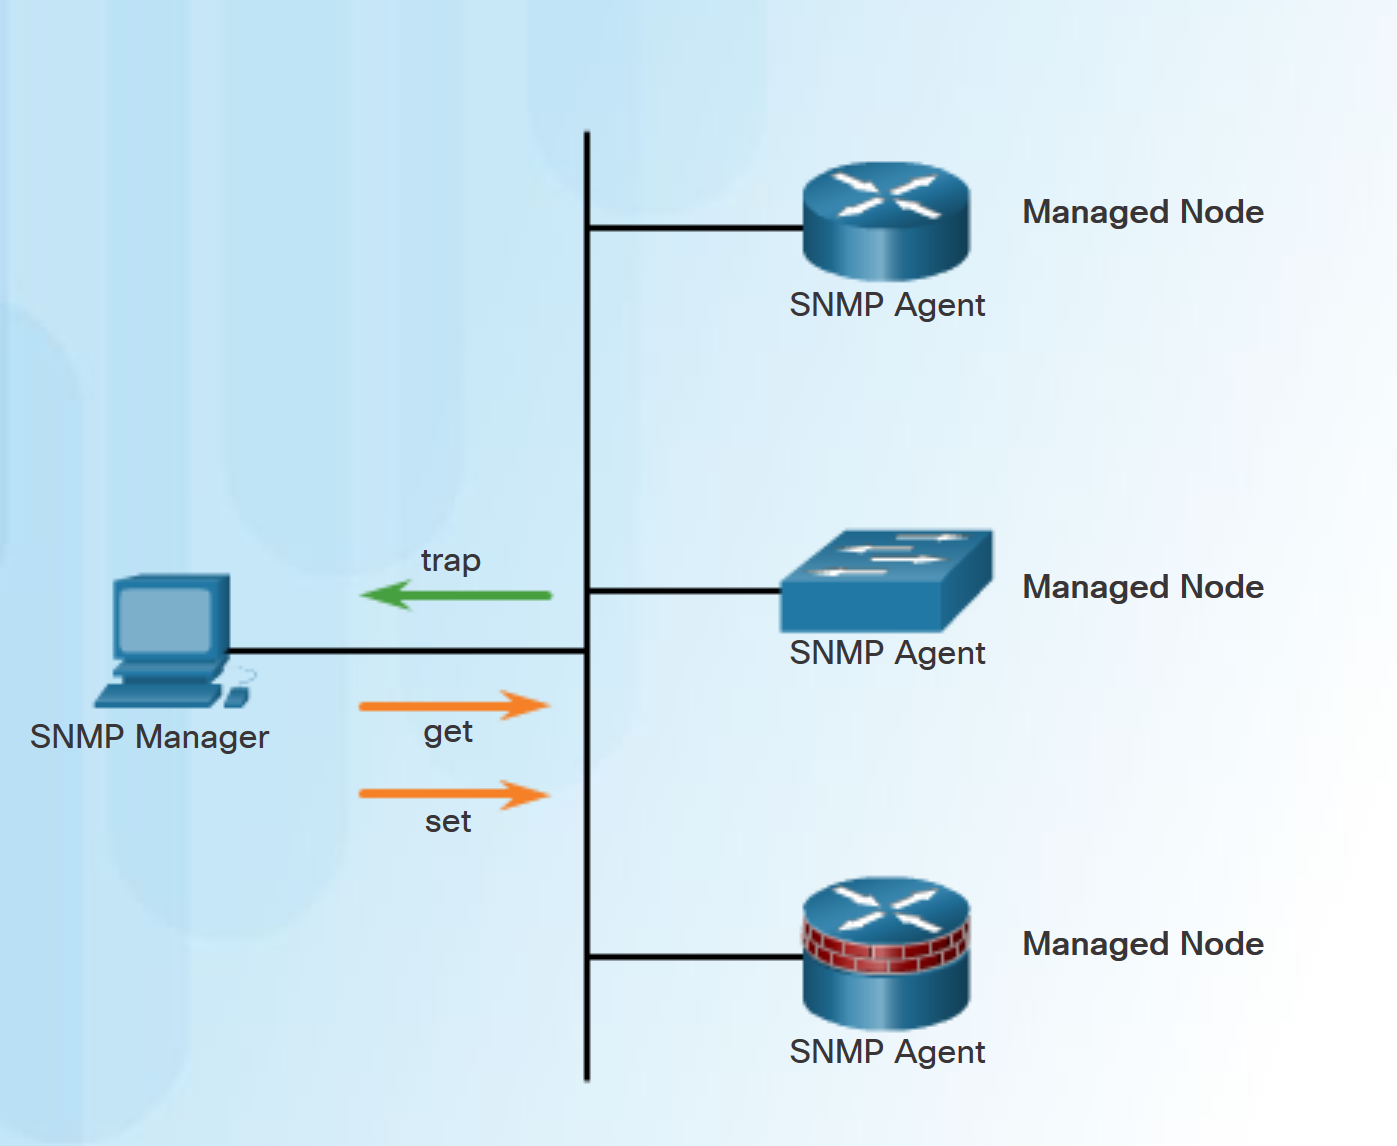 Managed Node
SNMP Agent
trap
Managed Node
SNMP Agent
get
SNMP Manager
set
Managed Node
SNMP Agent